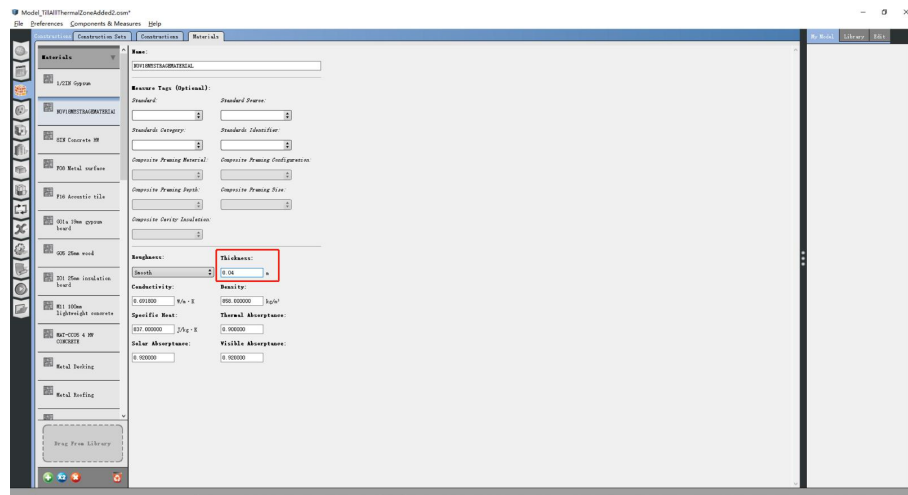 Model_TillAllThermalZoneAdded2.osm*
File Preferences Components & Measures Help
Constructions Construction Sets Constructions Materials My Model Library Edit
Materials
1/2IN Gypsum
8IN Concrete HW
F08 Metal surface
F16 Acoustic tile
G01a 19mm gypsum
board
G05 25mm wood
I01 25mm insulation
board
M11 100mm
lightweight concrete
MAT-CC05 4 HW
CONCRETE
Metal Decking
Metal Roofing
Drag From Library
X2
Name:
Measure Tags (Optional):
Standard: Standard Source:
Standards Category: Standards Identifier:
Composite Framing Material: Composite Framing Configuration:
Composite Framing Depth: Composite Framing Size:
Composite Cavity Insulation:
Roughness: Thickness:
Smooth 0.04 m
Conductivity: Density:
0.691800 W/m·K 858.000000 kg/m³
Specific Heat: Thermal Absorptance:
837.000000 J/kg·K 0.900000
Solar Absorptance: Visible Absorptance:
0.920000 0.920000